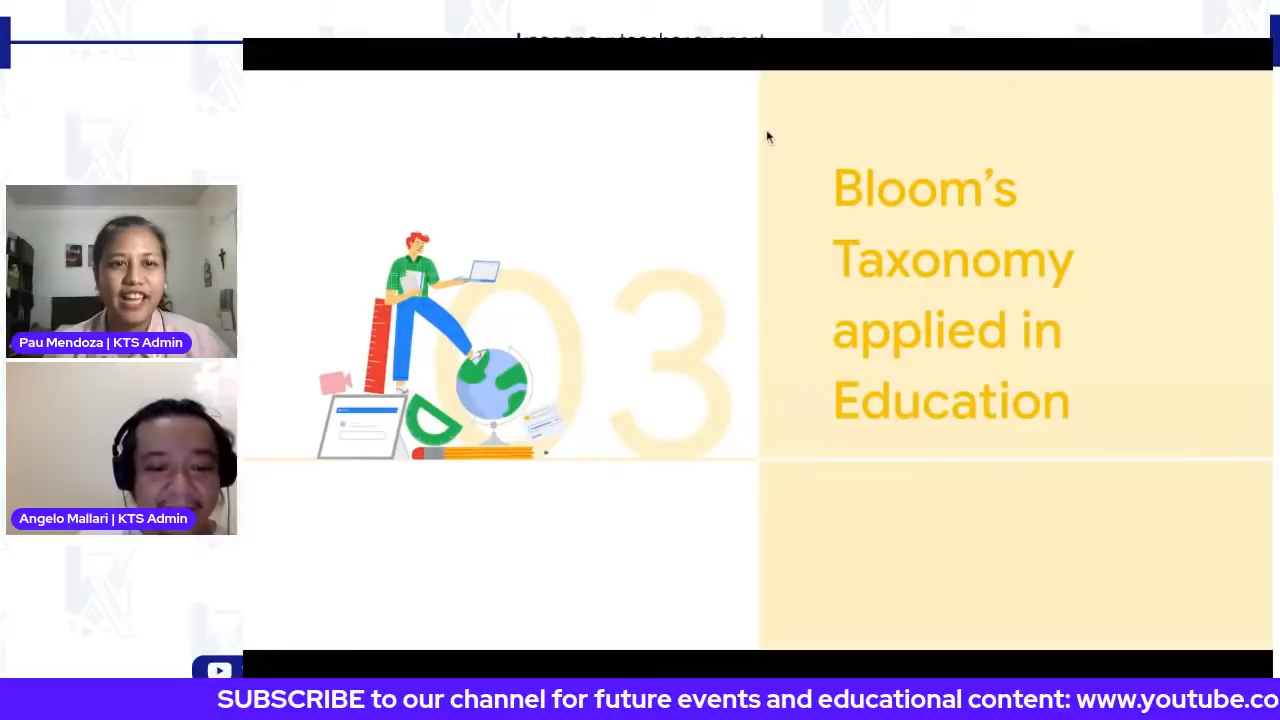 Pau Mendoza | KTS Admin
Angelo Mallari | KTS Admin
03
Bloom’s
Taxonomy
applied in
Education
SUBSCRIBE to our channel for future events and educational content: www.youtube.co